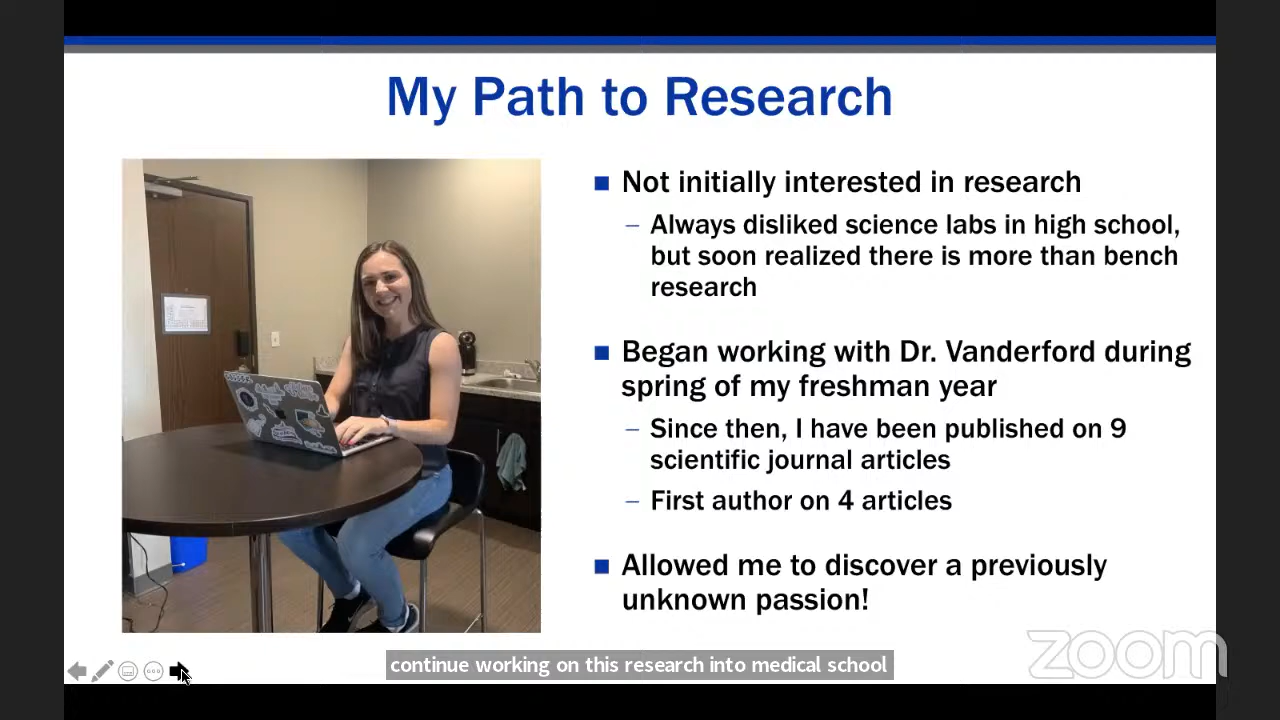 My Path to Research
■ Not initially interested in research
– Always disliked science labs in high school,
but soon realized there is more than bench
research
■ Began working with Dr. Vanderford during
spring of my freshman year
– Since then, I have been published on 9
scientific journal articles
– First author on 4 articles
■ Allowed me to discover a previously
unknown passion!
continue working on this research into medical school
zoom